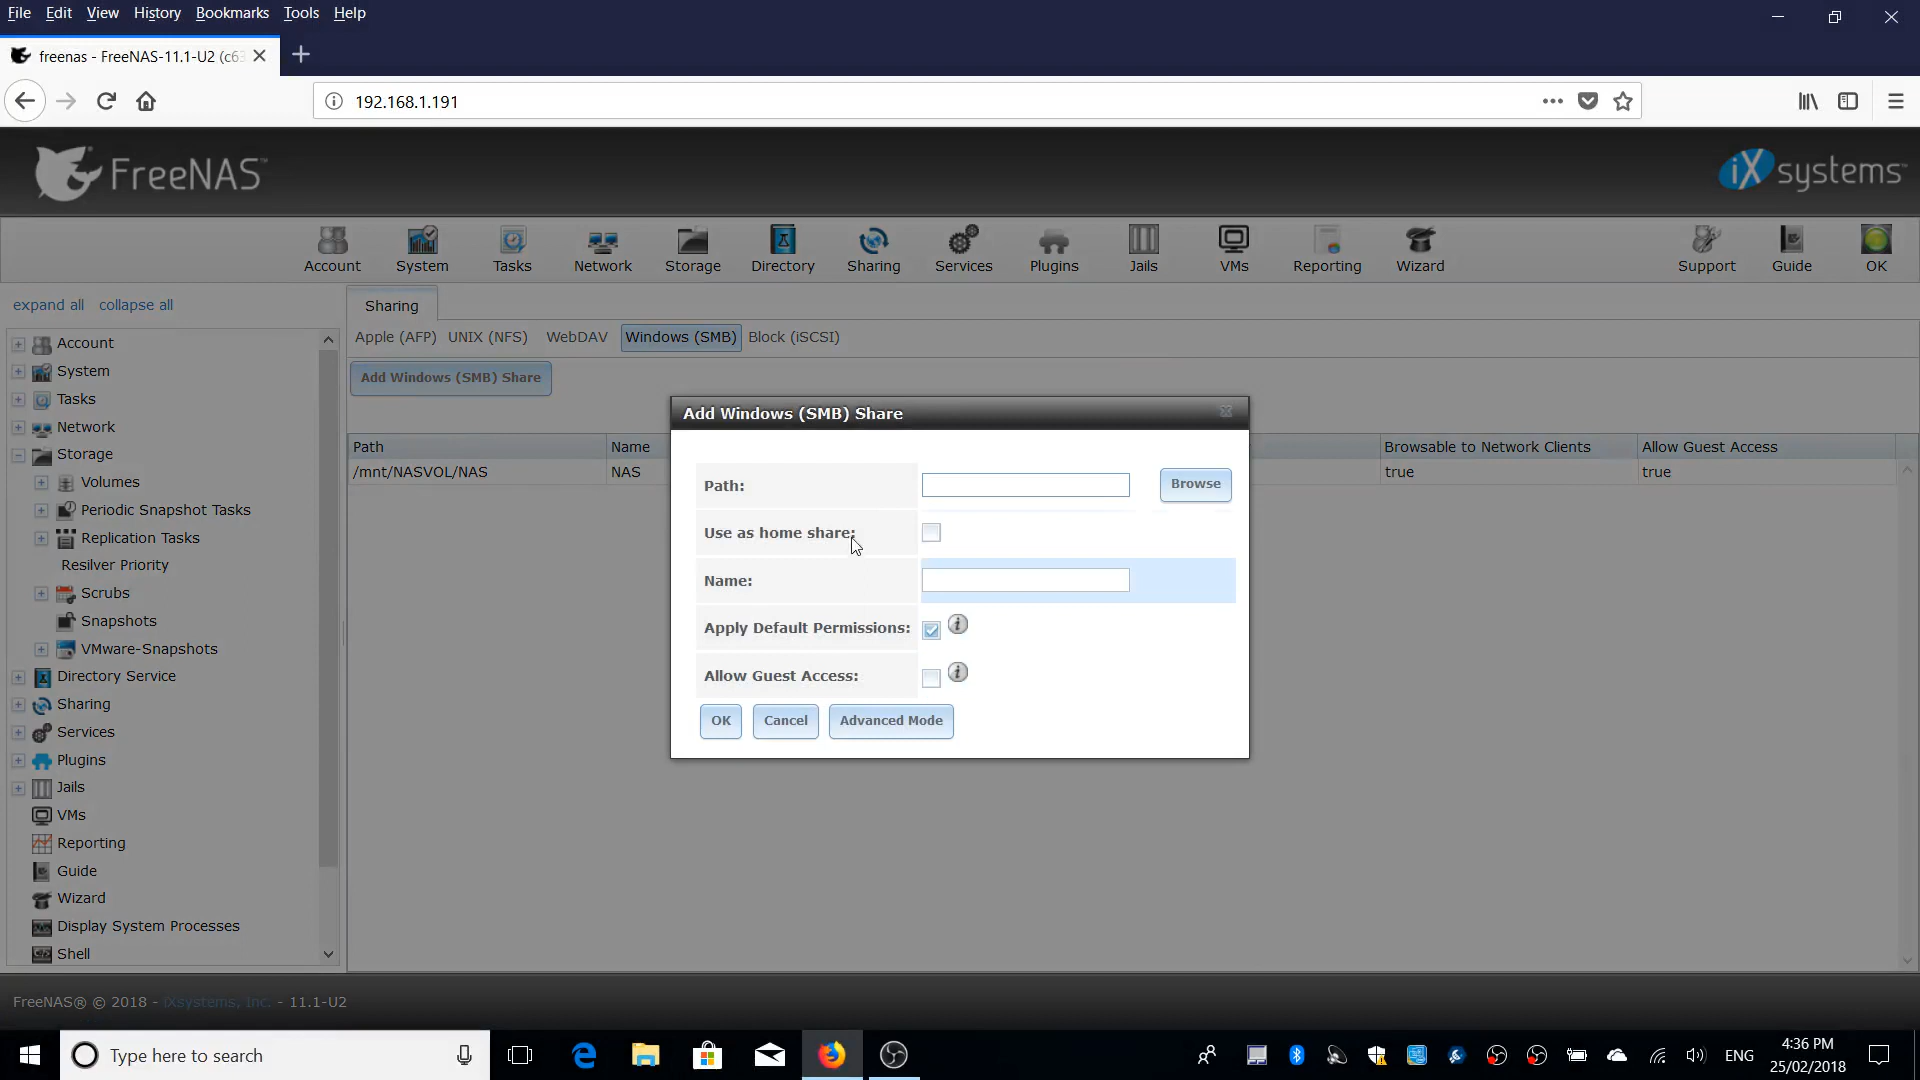 File Edit View History Bookmarks Tools Help
freenas - FreeNAS-11.1-U2 (c63
192.168.1.191
FreeNAS™
iX systems™
Account System Tasks Network Storage Directory Sharing Services Plugins Jails VMs Reporting Wizard Support Guide OK
expand all collapse all
Sharing
Apple (AFP) UNIX (NFS) WebDAV Windows (SMB) Block (iSCSI)
Add Windows (SMB) Share
Path Name Browsable to Network Clients Allow Guest Access
/mnt/NASVOL/NAS NAS true true
Account
System
Tasks
Network
Storage
Volumes
Periodic Snapshot Tasks
Replication Tasks
Resilver Priority
Scrubs
Snapshots
VMware-Snapshots
Directory Service
Sharing
Services
Plugins
Jails
VMs
Reporting
Guide
Wizard
Display System Processes
Shell
Add Windows (SMB) Share
Path: Browse
Use as home share:
Name:
Apply Default Permissions:
Allow Guest Access:
OK Cancel Advanced Mode
FreeNAS® © 2018 - iXsystems, Inc. - 11.1-U2
Type here to search
ENG
4:36 PM
25/02/2018